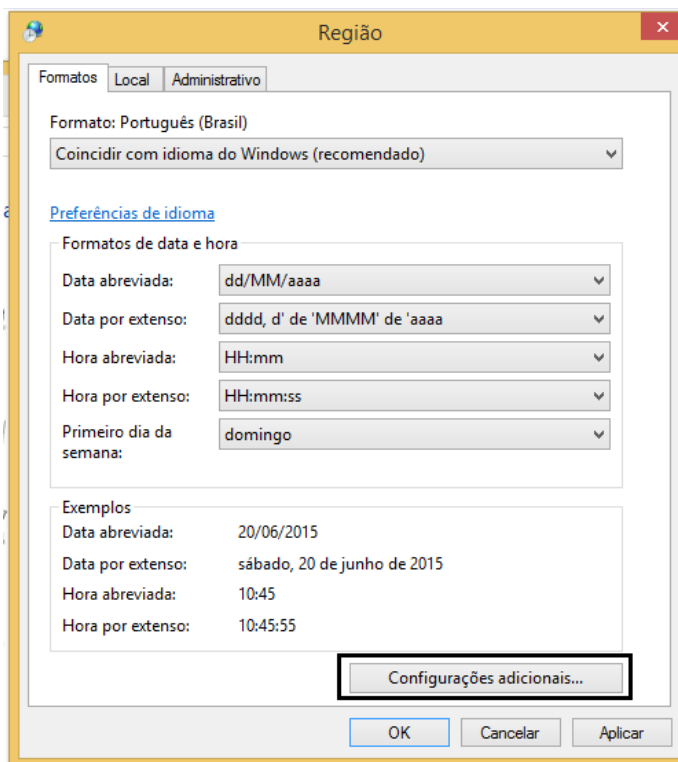 Região
Formatos Local Administrativo
Formato: Português (Brasil)
Coincidir com idioma do Windows (recomendado)
Preferências de idioma
Formatos de data e hora
Data abreviada: dd/MM/aaaa
Data por extenso: dddd, d' de 'MMMM' de 'aaaa
Hora abreviada: HH:mm
Hora por extenso: HH:mm:ss
Primeiro dia da semana: domingo
Exemplos
Data abreviada: 20/06/2015
Data por extenso: sábado, 20 de junho de 2015
Hora abreviada: 10:45
Hora por extenso: 10:45:55
Configurações adicionais...
OK Cancelar Aplicar